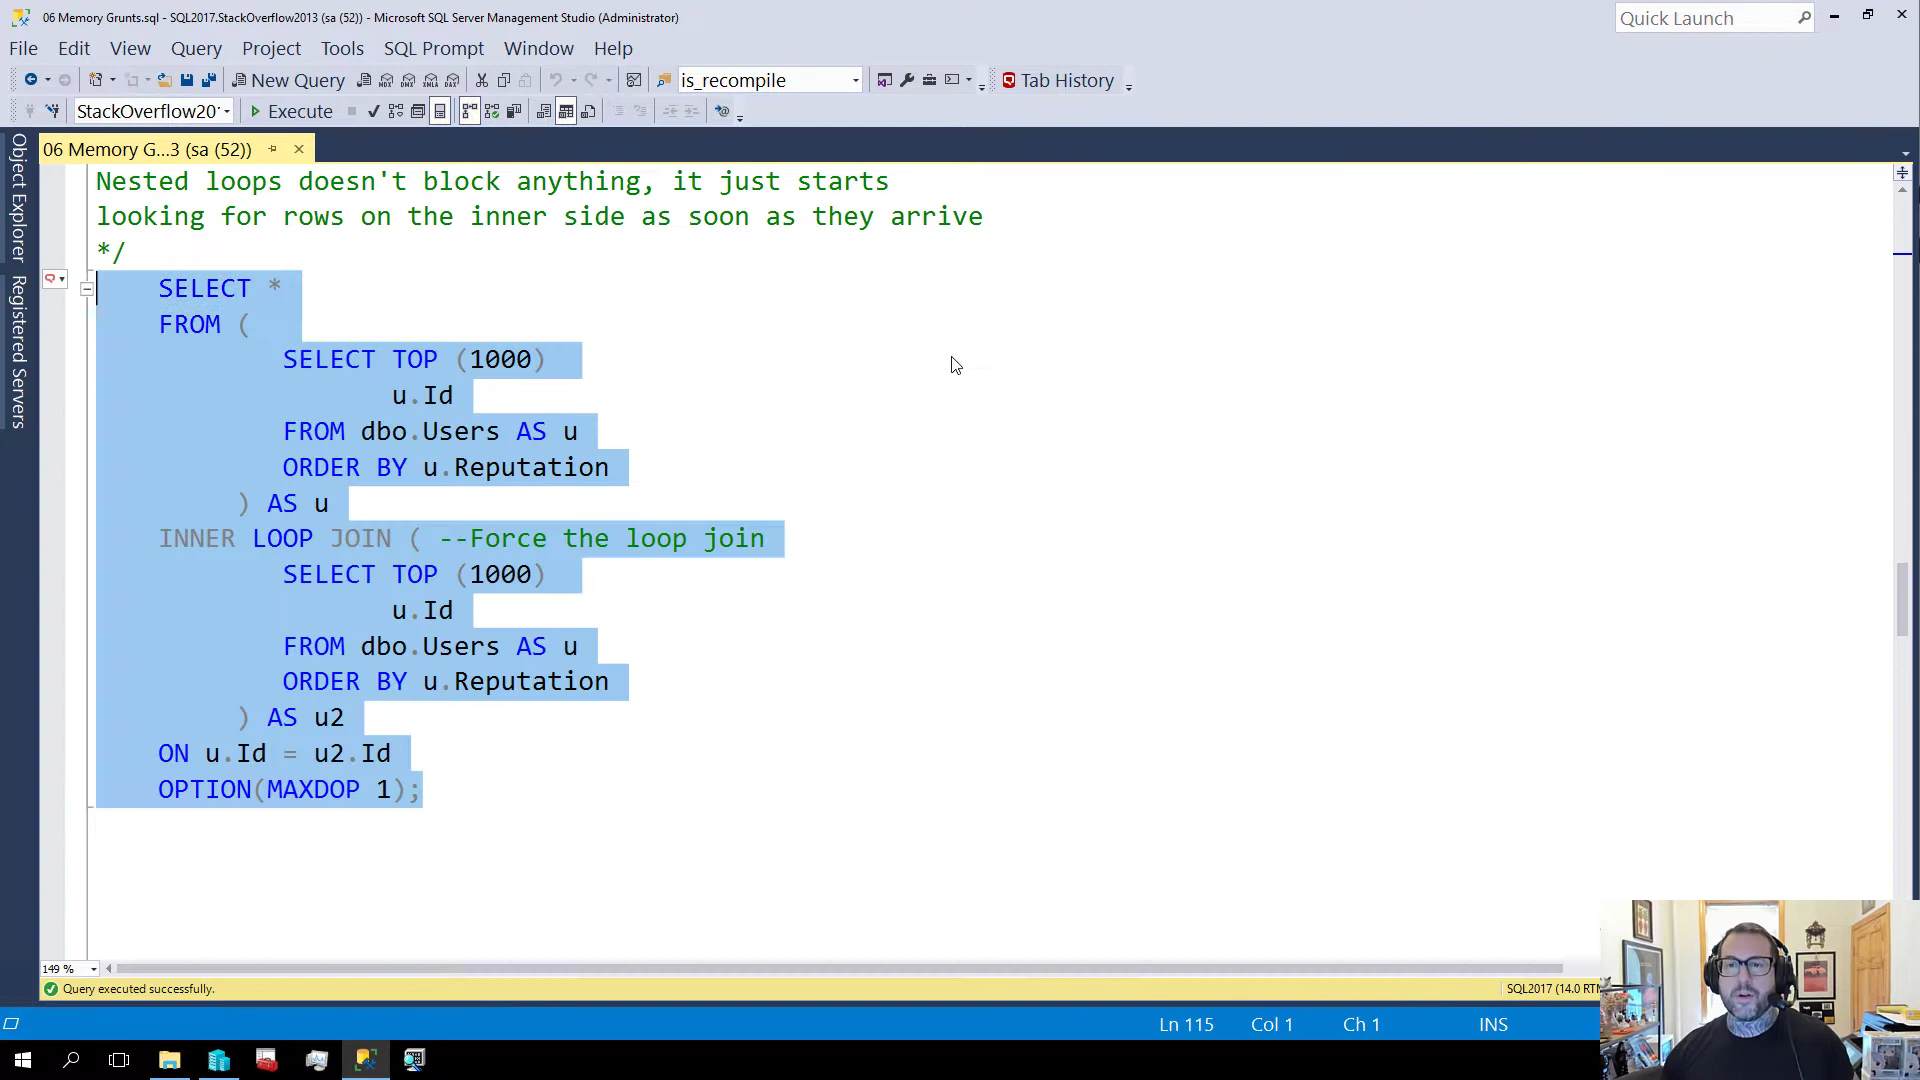 06 Memory Grunts.sql - SQL2017.StackOverflow2013 (sa (52)) - Microsoft SQL Server Management Studio (Administrator)
Quick Launch
File Edit View Query Project Tools SQL Prompt Window Help
New Query is_recompile Tab History
StackOverflow20 Execute
06 Memory G...3 (sa (52))
Object Explorer
Registered Servers
Nested loops doesn't block anything, it just starts
looking for rows on the inner side as soon as they arrive
*/
SELECT *
FROM (
SELECT TOP (1000)
u.Id
FROM dbo.Users AS u
ORDER BY u.Reputation
) AS u
INNER LOOP JOIN ( --Force the loop join
SELECT TOP (1000)
u.Id
FROM dbo.Users AS u
ORDER BY u.Reputation
) AS u2
ON u.Id = u2.Id
OPTION(MAXDOP 1);
149 %
Query executed successfully. SQL2017 (14.0 RTM
Ln 115 Col 1 Ch 1 INS